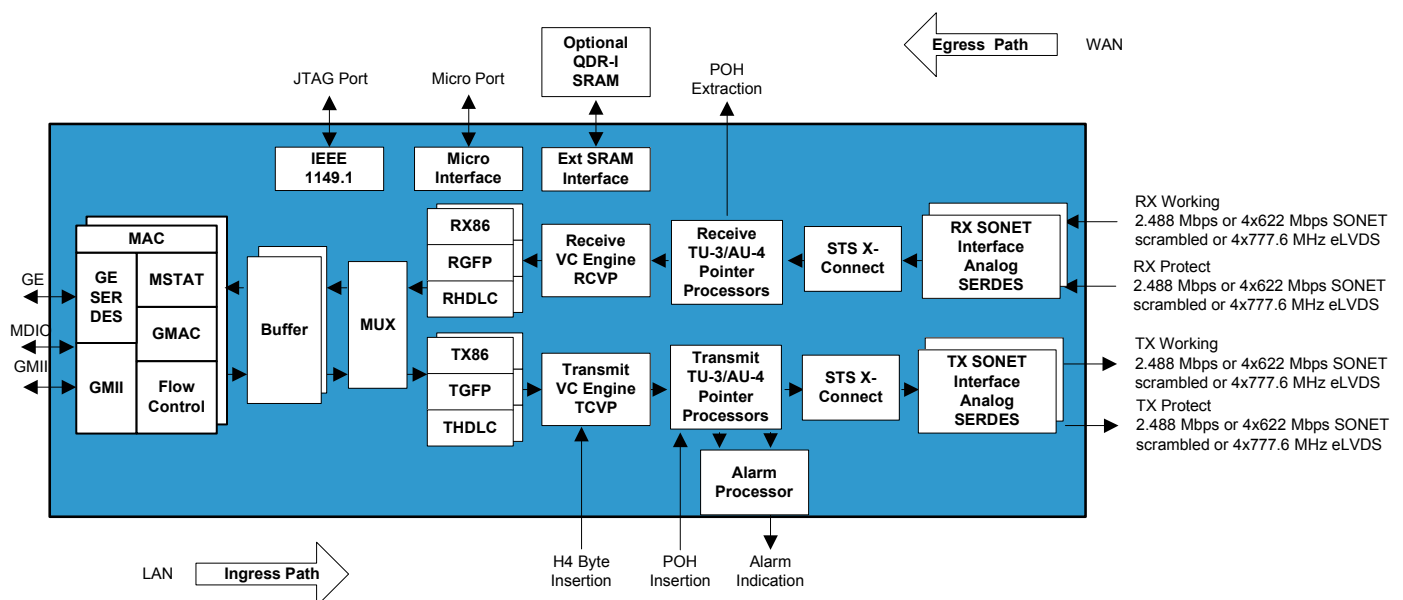 Egress Path
WAN
Optional
QDR-I
SRAM
JTAG Port
Micro Port
POH
Extraction
IEEE
1149.1
Micro
Interface
Ext SRAM
Interface
MAC
GE
SER
DES
MSTAT
GMAC
GMII
Flow
Control
GE
MDIO
GMII
Buffer
MUX
RX86
RGFP
RHDLC
Receive
VC Engine
RCVP
Receive
TU-3/AU-4
Pointer
Processors
STS X-
Connect
RX SONET
Interface
Analog
SERDES
RX Working
2.488 Mbps or 4x622 Mbps SONET
scrambled or 4x777.6 MHz eLVDS
RX Protect
2.488 Mbps or 4x622 Mbps SONET
scrambled or 4x777.6 MHz eLVDS
TX86
TGFP
THDLC
Transmit
VC Engine
TCVP
Transmit
TU-3/AU-4
Pointer
Processors
STS X-
Connect
TX SONET
Interface
Analog
SERDES
TX Working
2.488 Mbps or 4x622 Mbps SONET
scrambled or 4x777.6 MHz eLVDS
TX Protect
2.488 Mbps or 4x622 Mbps SONET
scrambled or 4x777.6 MHz eLVDS
Alarm
Processor
H4 Byte
Insertion
POH
Insertion
Alarm
Indication
LAN
Ingress Path